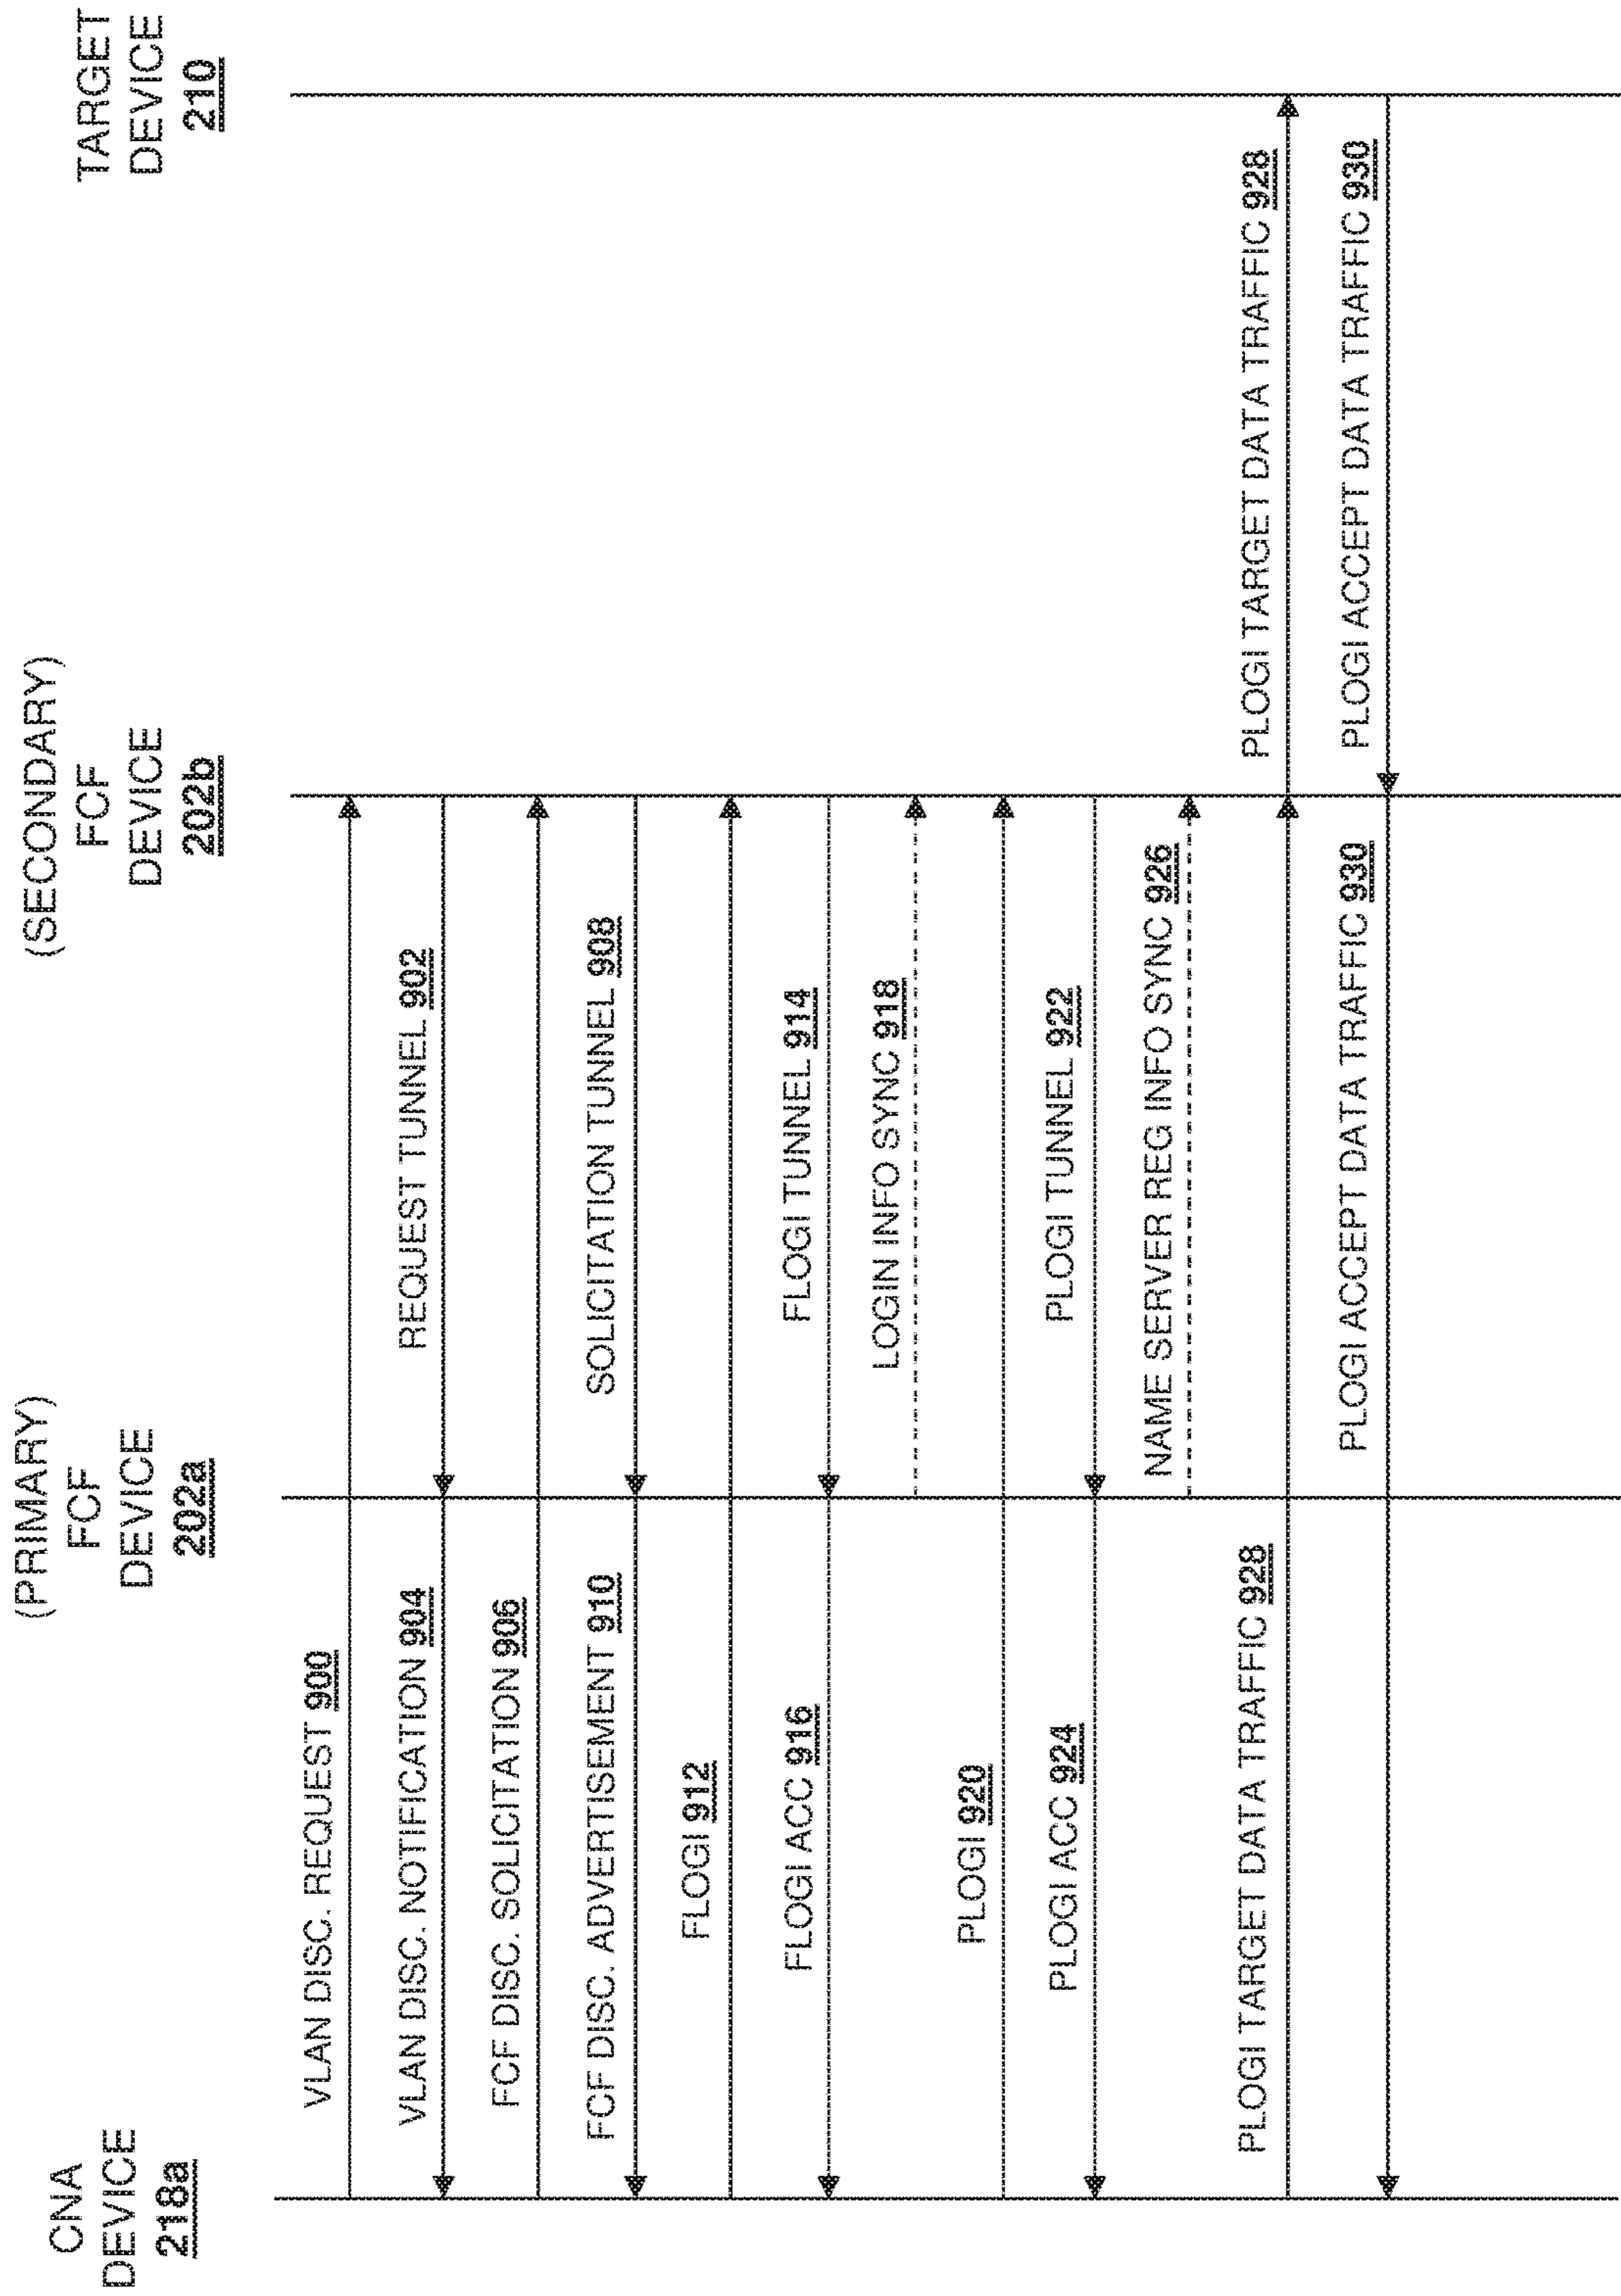 CNA
DEVICE
218a
(PRIMARY)
FCF
DEVICE
202a
(SECONDARY)
FCF
DEVICE
202b
TARGET
DEVICE
210
VLAN DISC. REQUEST 900
VLAN DISC. NOTIFICATION 904
REQUEST TUNNEL 902
FCF DISC. SOLICITATION 906
FCF DISC. ADVERTISEMENT 910
SOLICITATION TUNNEL 908
FLOGI 912
FLOGI ACC 916
FLOGI TUNNEL 914
LOGIN INFO SYNC 918
PLOGI 920
PLOGI ACC 924
PLOGI TUNNEL 922
NAME SERVER REG INFO SYNC 926
PLOGI TARGET DATA TRAFFIC 928
PLOGI TARGET DATA TRAFFIC 928
PLOGI ACCEPT DATA TRAFFIC 930
PLOGI ACCEPT DATA TRAFFIC 930